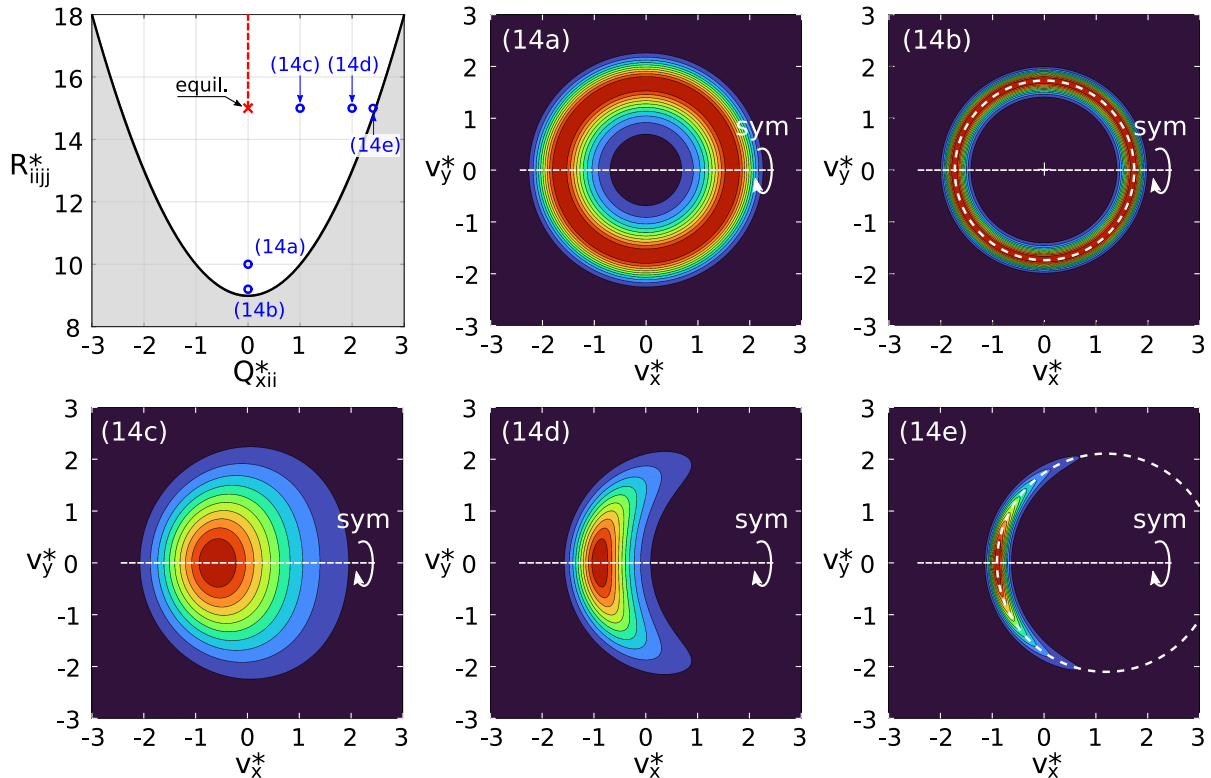 18
16
14
12
10
8
R*iijj
equil.
(14c)
(14d)
(14e)
(14a)
(14b)
-3 -2 -1 0 1 2 3
Q*xii
(14a)
3
2
1
0
-1
-2
-3
v*y
sym
-3 -2 -1 0 1 2 3
v*x
(14b)
3
2
1
0
-1
-2
-3
v*y
sym
-3 -2 -1 0 1 2 3
v*x
(14c)
3
2
1
0
-1
-2
-3
v*y
sym
-3 -2 -1 0 1 2 3
v*x
(14d)
3
2
1
0
-1
-2
-3
v*y
sym
-3 -2 -1 0 1 2 3
v*x
(14e)
3
2
1
0
-1
-2
-3
v*y
sym
-3 -2 -1 0 1 2 3
v*x